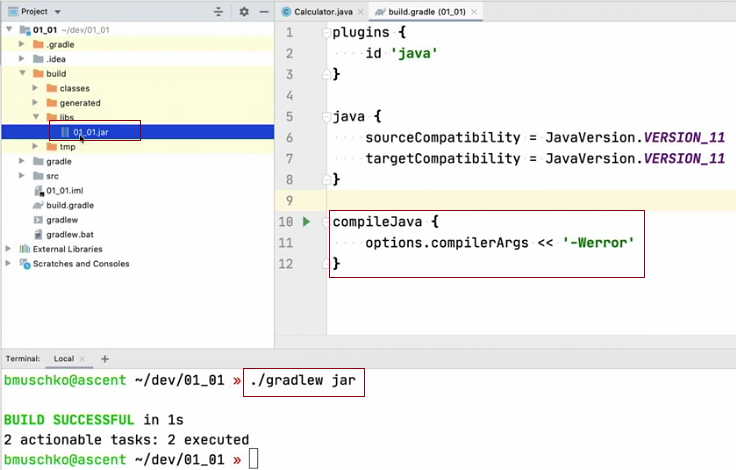 Project
Calculator.java
build.gradle (01_01)
01_01 ~/dev/01_01
.gradle
.idea
build
classes
generated
libs
01_01.jar
tmp
gradle
src
01_01.iml
build.gradle
gradlew
gradlew.bat
External Libraries
Scratches and Consoles
1 plugins {
2 id 'java'
3 }
4
5 java {
6 sourceCompatibility = JavaVersion.VERSION_11
7 targetCompatibility = JavaVersion.VERSION_11
8 }
9
10 compileJava {
11 options.compilerArgs << '-Werror'
12 }
Terminal: Local +
bmuschko@ascent ~/dev/01_01 » ./gradlew jar
BUILD SUCCESSFUL in 1s
2 actionable tasks: 2 executed
bmuschko@ascent ~/dev/01_01 »